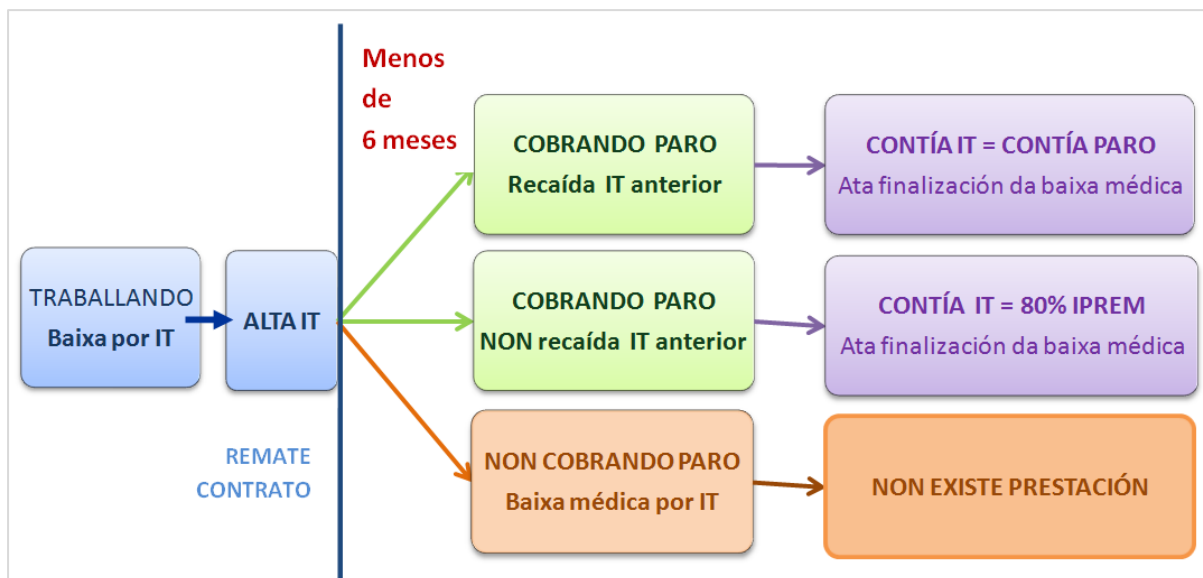 Menos
de
6 meses
TRABALLANDO
Baixa por IT
ALTA IT
REMATE
CONTRATO
COBRANDO PARO
Recaída IT anterior
CONTÍA IT = CONTÍA PARO
Ata finalización da baixa médica
COBRANDO PARO
NON recaída IT anterior
CONTÍA IT = 80% IPREM
Ata finalización da baixa médica
NON COBRANDO PARO
Baixa médica por IT
NON EXISTE PRESTACIÓN